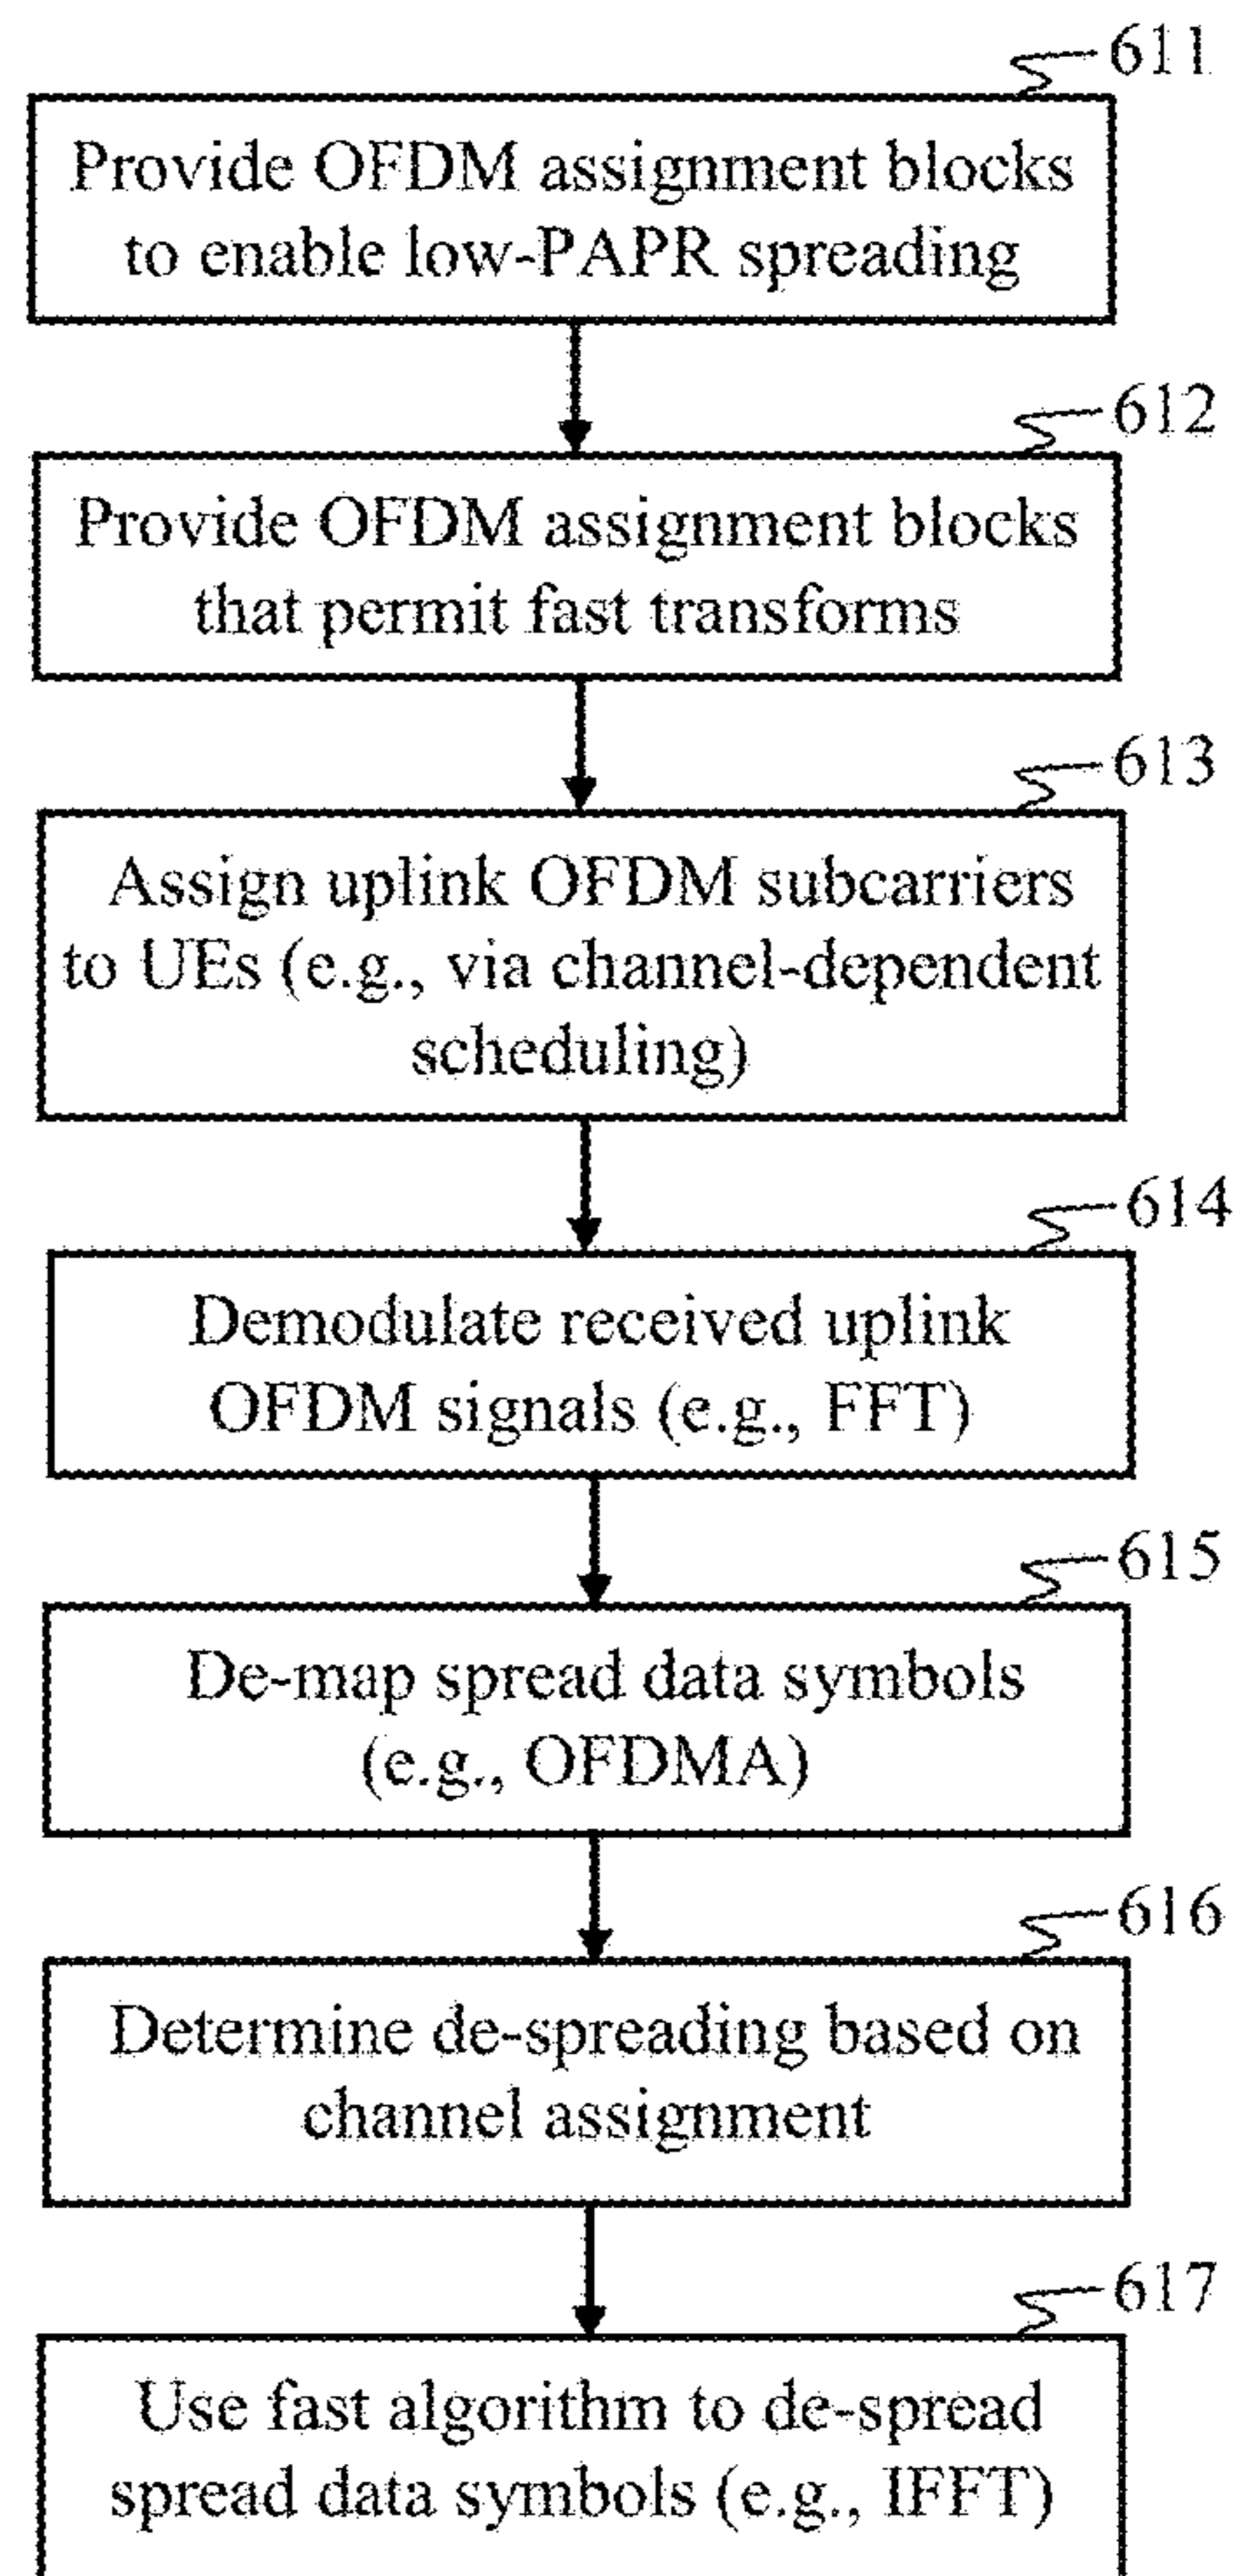 611
Provide OFDM assignment blocks
to enable low-PAPR spreading
612
Provide OFDM assignment blocks
that permit fast transforms
613
Assign uplink OFDM subcarriers
to UEs (e.g., via channel-dependent
scheduling)
614
Demodulate received uplink
OFDM signals (e.g., FFT)
615
De-map spread data symbols
(e.g., OFDMA)
616
Determine de-spreading based on
channel assignment
617
Use fast algorithm to de-spread
spread data symbols (e.g., IFFT)